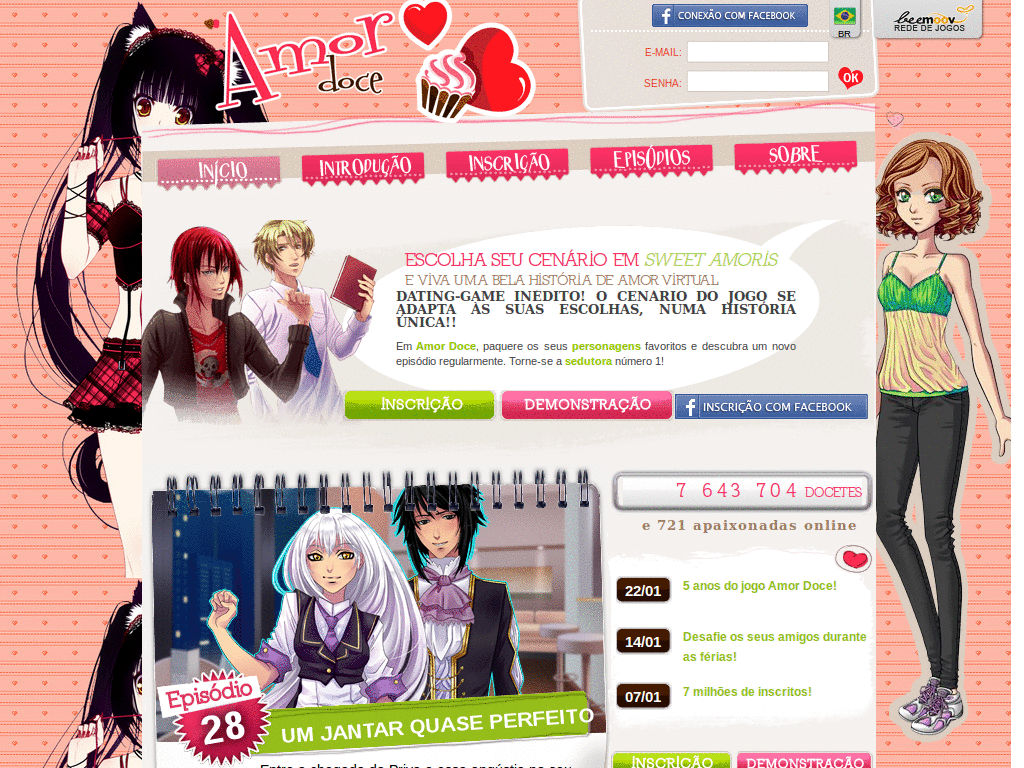 Amor
doce
CONEXÃO COM FACEBOOK
BR
beemoov
REDE DE JOGOS
E-MAIL:
SENHA:
OK
INÍCIO
INTRODUÇÃO
INSCRIÇÃO
EPISÓDIOS
SOBRE
ESCOLHA SEU CENÁRIO EM SWEET AMORIS
E VIVA UMA BELA HISTÓRIA DE AMOR VIRTUAL
DATING-GAME INEDITO! O CENARIO DO JOGO SE
ADAPTA ÀS SUAS ESCOLHAS, NUMA HISTÓRIA
ÚNICA!!
Em Amor Doce, paquere os seus personagens favoritos e descubra um novo
episódio regularmente. Torne-se a sedutora número 1!
INSCRIÇÃO
DEMONSTRAÇÃO
INSCRIÇÃO COM FACEBOOK
7 643 704 DOCETES
e 721 apaixonadas online
22/01 5 anos do jogo Amor Doce!
14/01 Desafie os seus amigos durante
as férias!
07/01 7 milhões de inscritos!
Episódio
28
UM JANTAR QUASE PERFEITO
INSCRIÇÃO
DEMONSTRAÇÃO